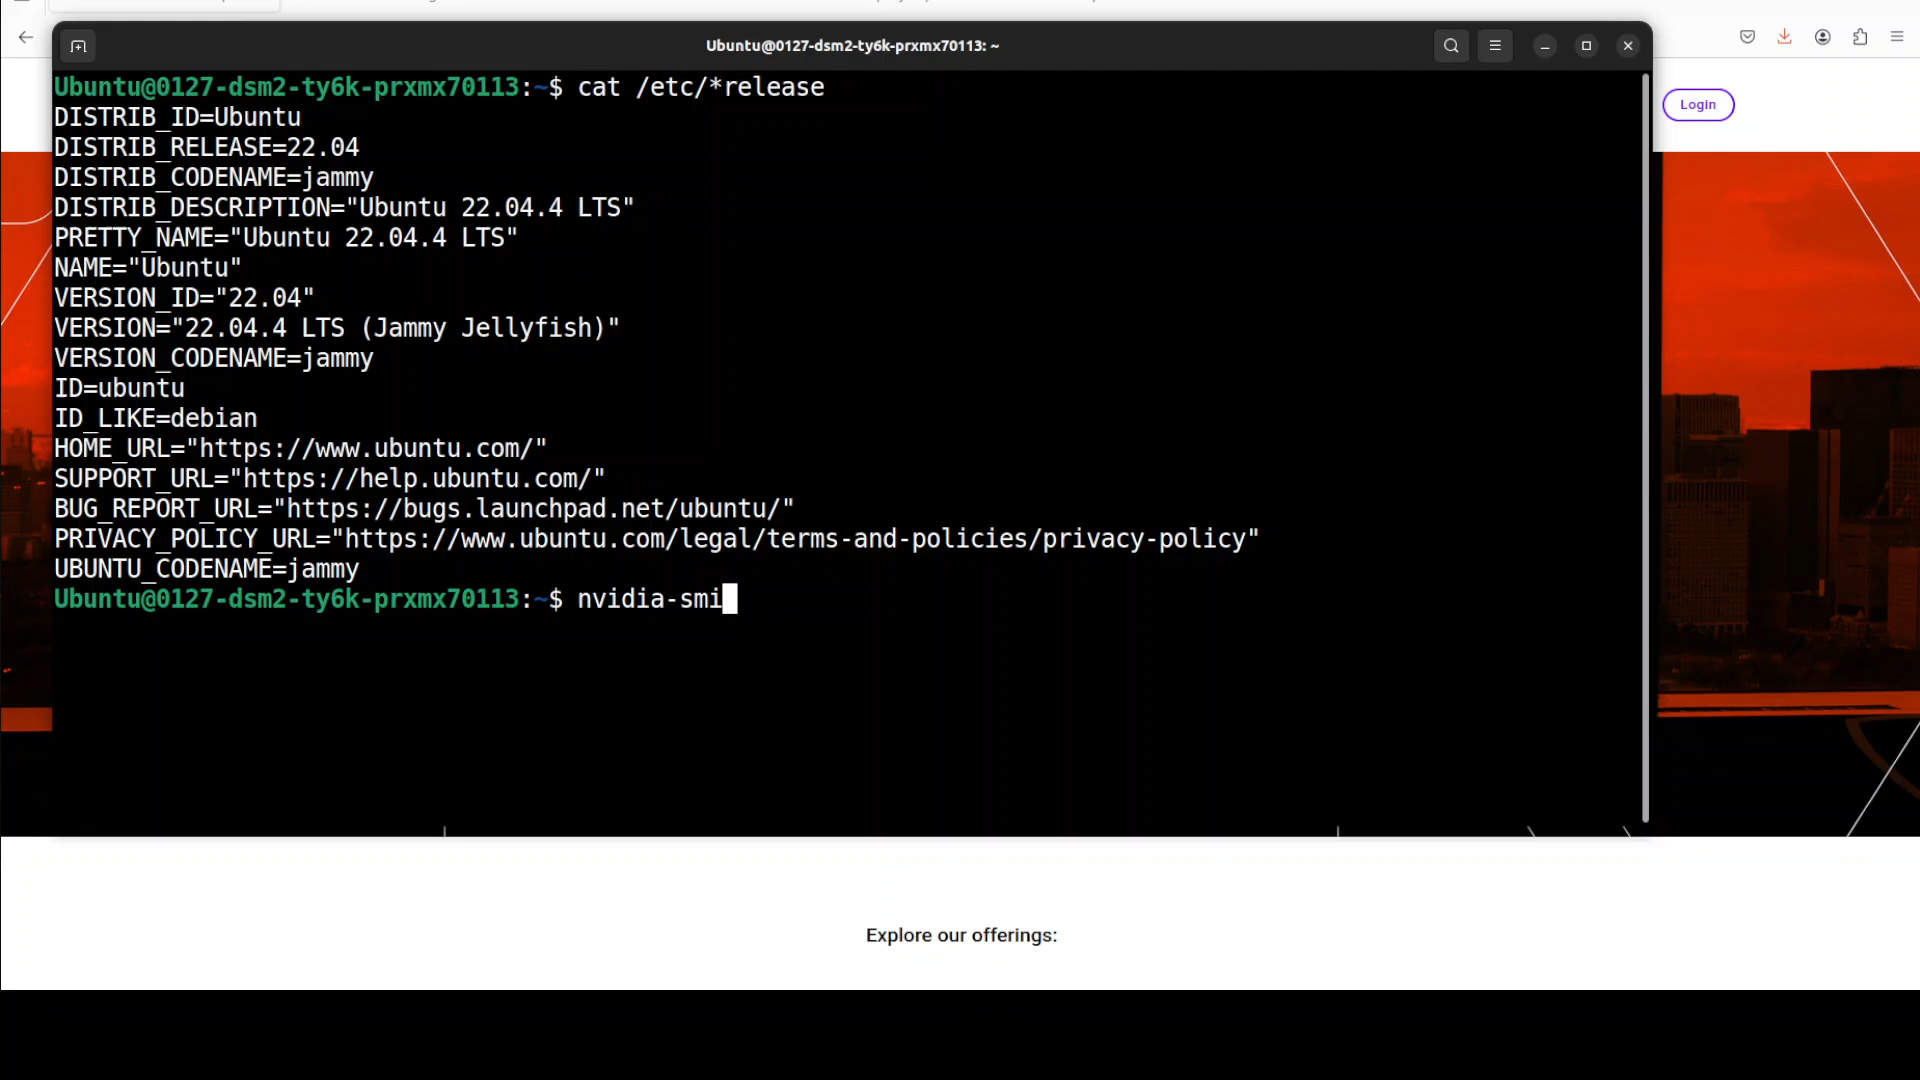 Ubuntu@0127-dsm2-ty6k-prxmx70113: ~
Ubuntu@0127-dsm2-ty6k-prxmx70113:~$ cat /etc/*release
DISTRIB_ID=Ubuntu
DISTRIB_RELEASE=22.04
DISTRIB_CODENAME=jammy
DISTRIB_DESCRIPTION="Ubuntu 22.04.4 LTS"
PRETTY_NAME="Ubuntu 22.04.4 LTS"
NAME="Ubuntu"
VERSION_ID="22.04"
VERSION="22.04.4 LTS (Jammy Jellyfish)"
VERSION_CODENAME=jammy
ID=ubuntu
ID_LIKE=debian
HOME_URL="https://www.ubuntu.com/"
SUPPORT_URL="https://help.ubuntu.com/"
BUG_REPORT_URL="https://bugs.launchpad.net/ubuntu/"
PRIVACY_POLICY_URL="https://www.ubuntu.com/legal/terms-and-policies/privacy-policy"
UBUNTU_CODENAME=jammy
Ubuntu@0127-dsm2-ty6k-prxmx70113:~$ nvidia-smi
Login
Explore our offerings: